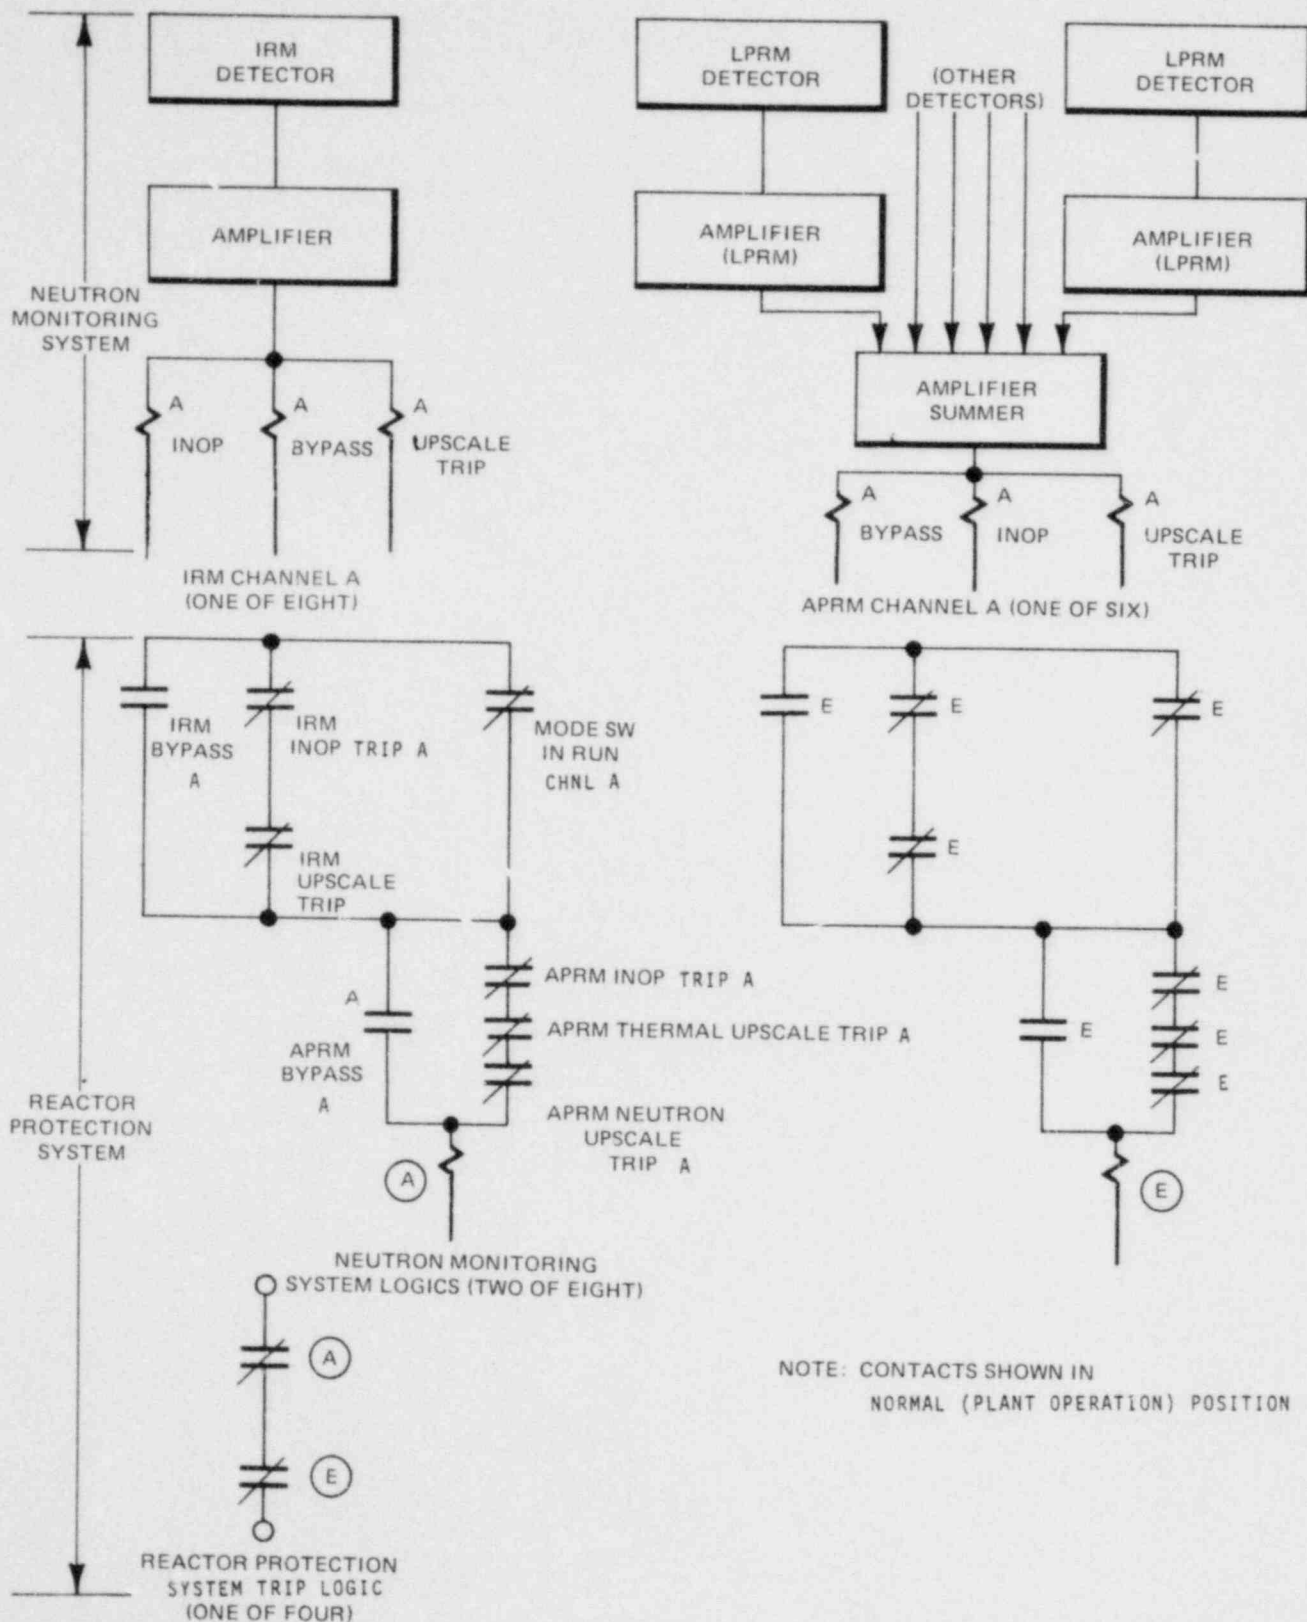 IRM
DETECTOR
LPRM
DETECTOR
(OTHER
DETECTORS)
LPRM
DETECTOR
AMPLIFIER
AMPLIFIER
(LPRM)
AMPLIFIER
(LPRM)
NEUTRON
MONITORING
SYSTEM
AMPLIFIER
SUMMER
A
INOP
A
BYPASS
A
UPSCALE
TRIP
A
BYPASS
A
INOP
A
UPSCALE
TRIP
IRM CHANNEL A
(ONE OF EIGHT)
APRM CHANNEL A (ONE OF SIX)
IRM
BYPASS
A
IRM
INOP TRIP A
MODE SW
IN RUN
CHNL A
E
E
E
IRM
UPSCALE
TRIP
E
A
APRM
BYPASS
A
APRM INOP TRIP A
APRM THERMAL UPSCALE TRIP A
APRM NEUTRON
UPSCALE
TRIP A
E
E
E
E
REACTOR
PROTECTION
SYSTEM
A
E
NEUTRON MONITORING
SYSTEM LOGICS (TWO OF EIGHT)
A
E
NOTE: CONTACTS SHOWN IN
NORMAL (PLANT OPERATION) POSITION
REACTOR PROTECTION
SYSTEM TRIP LOGIC
(ONE OF FOUR)